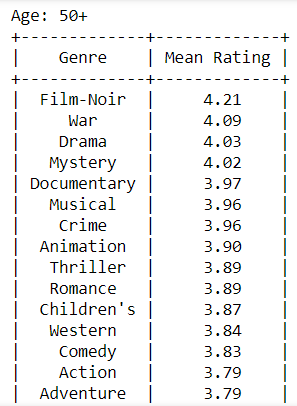 Age: 50+
+-------------+-------------+
|    Genre    | Mean Rating |
+-------------+-------------+
|  Film-Noir  |     4.21    |
|     War     |     4.09    |
|    Drama    |     4.03    |
|   Mystery   |     4.02    |
| Documentary |     3.97    |
|   Musical   |     3.96    |
|    Crime    |     3.96    |
|  Animation  |     3.90    |
|   Thriller  |     3.89    |
|   Romance   |     3.89    |
|  Children's |     3.87    |
|   Western   |     3.84    |
|    Comedy   |     3.83    |
|    Action   |     3.79    |
|  Adventure  |     3.79    |